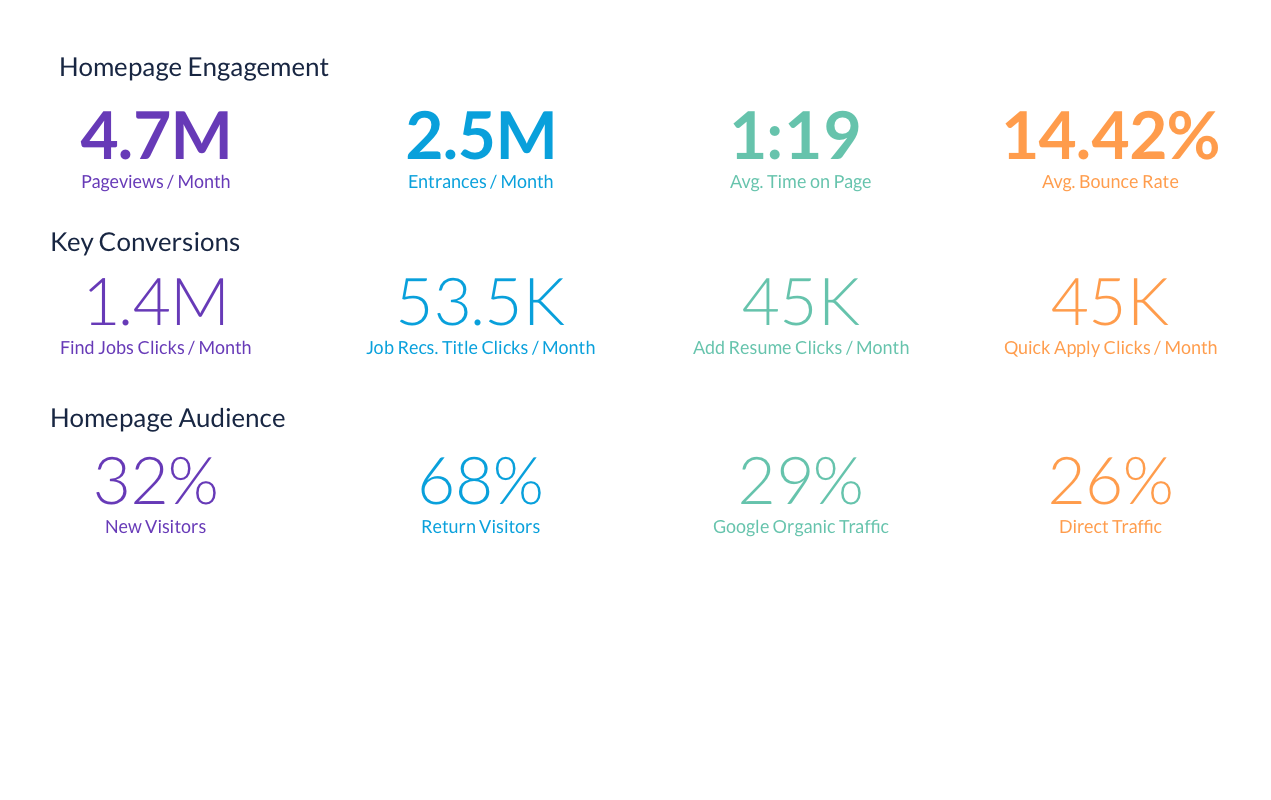 Homepage Engagement
4.7M 2.5M 1:19 14.42%
Pageviews / Month Entrances / Month Avg. Time on Page Avg. Bounce Rate
Key Conversions
1.4M 53.5K 45K 45K
Find Jobs Clicks / Month Job Recs. Title Clicks / Month Add Resume Clicks / Month Quick Apply Clicks / Month
Homepage Audience
32% 68% 29% 26%
New Visitors Return Visitors Google Organic Traffic Direct Traffic